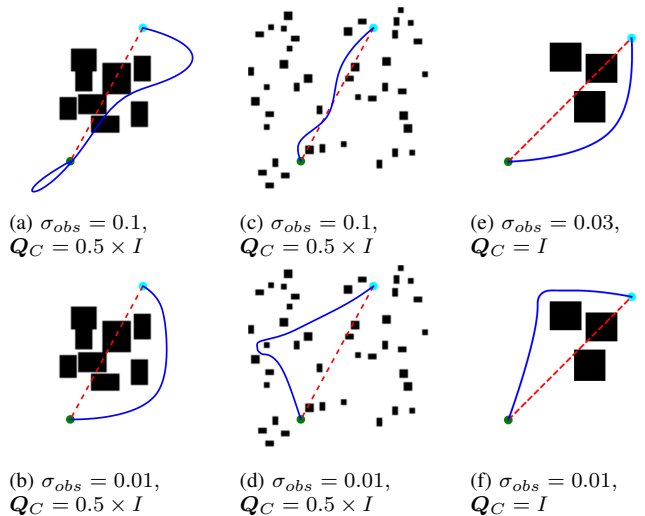 (a) σ_obs = 0.1,
Q_C = 0.5 × I
(c) σ_obs = 0.1,
Q_C = 0.5 × I
(e) σ_obs = 0.03,
Q_C = I
(b) σ_obs = 0.01,
Q_C = 0.5 × I
(d) σ_obs = 0.01,
Q_C = 0.5 × I
(f) σ_obs = 0.01,
Q_C = I